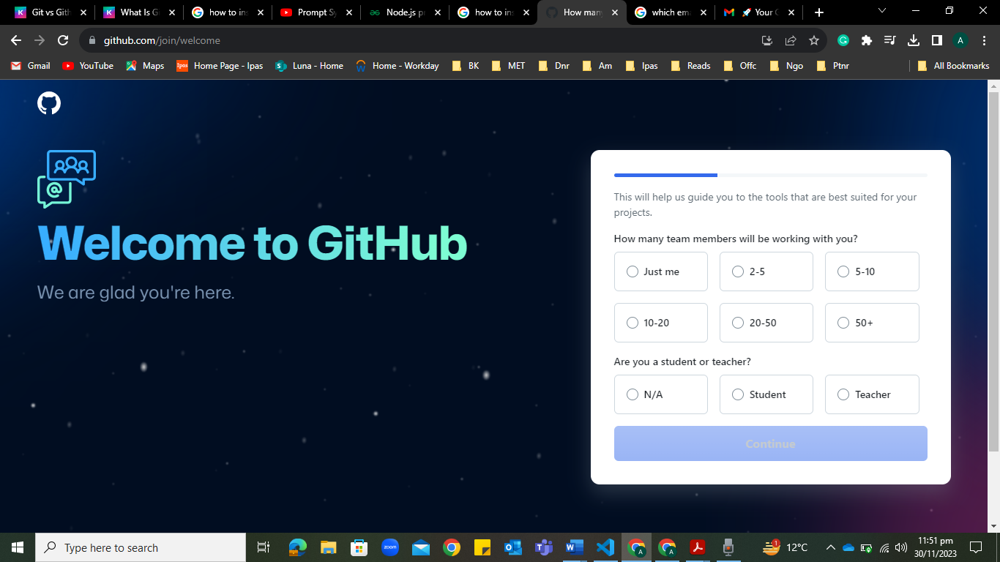 Git vs Gith
What Is Gi
how to ins
Prompt Sy
Node.js pr
how to ins
How many
which ema
🚀 Your G
github.com/join/welcome
A
Gmail
YouTube
Maps
Ipas
Home Page - Ipas
S
Luna - Home
W
Home - Workday
BK
MET
Dnr
Am
Ipas
Reads
Offc
Ngo
Ptnr
All Bookmarks
@
Welcome to GitHub
We are glad you're here.
This will help us guide you to the tools that are best suited for your
projects.
How many team members will be working with you?
Just me
2-5
5-10
10-20
20-50
50+
Are you a student or teacher?
N/A
Student
Teacher
Continue
Type here to search
zoom
1
12°C
11:51 pm
30/11/2023